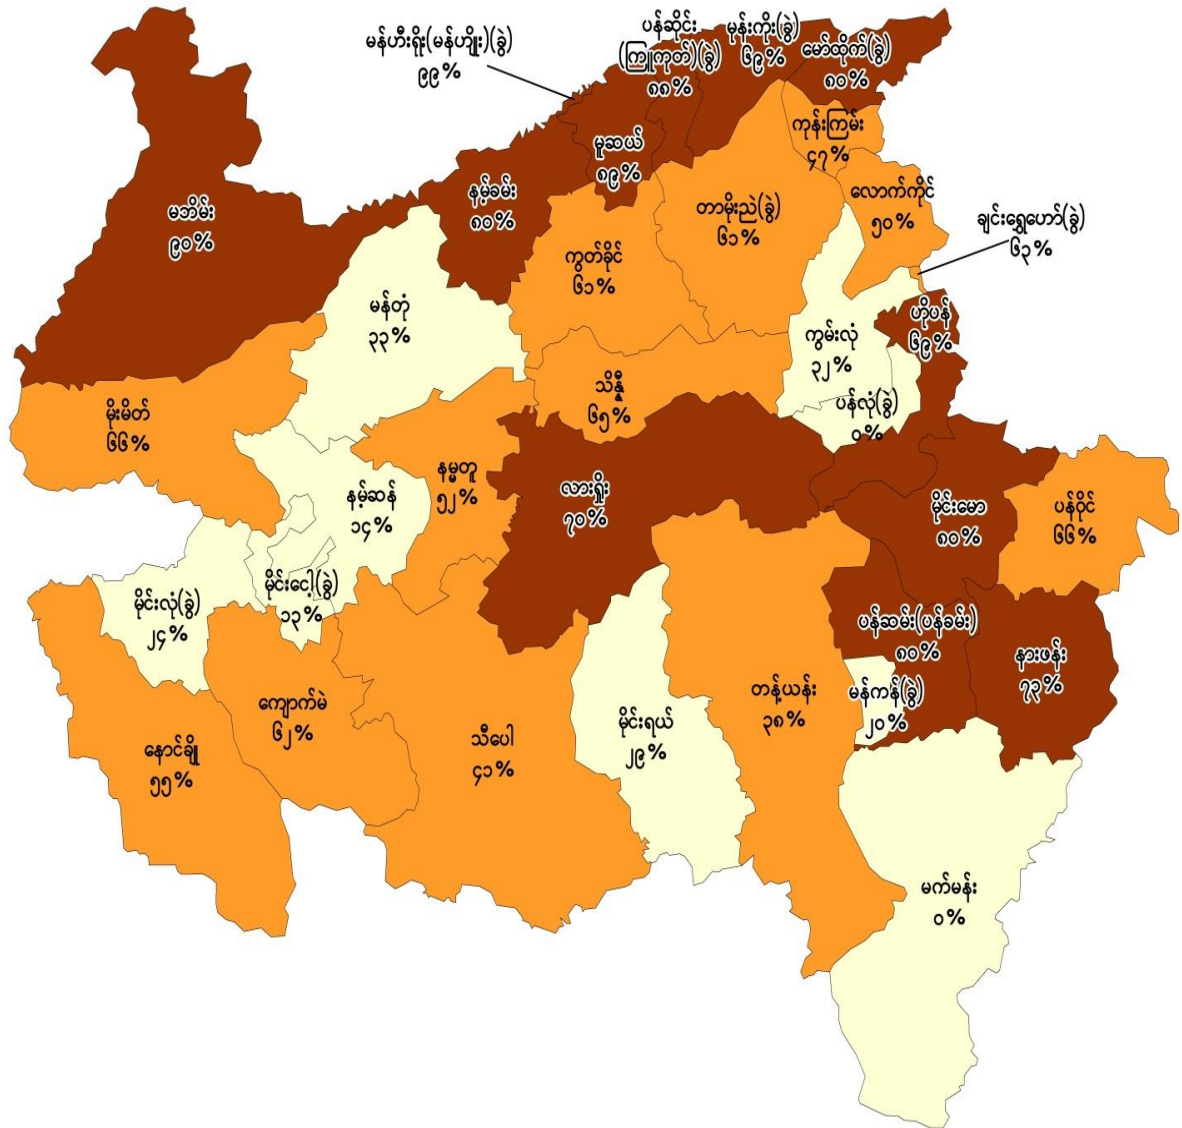 မန်ဟီးရိုး(မန်ဟျိုး)(ခွဲ)
၉၉%
ပန်ဆိုင်း
(ကြူကုတ်)(ခွဲ)
၈၈%
မုန်းကိုး(ခွဲ)
၆၉%
မော်ထိုက်(ခွဲ)
၈၀%
ကုန်းကြမ်း
၄၇%
မူဆယ်
၈၉%
လောက်ကိုင်
၅၀%
နမ့်ခမ်း
၈၀%
မဘိမ်း
၉၀%
တာမိုးညဲ(ခွဲ)
၆၁%
ချင်းရွှေဟော်(ခွဲ)
၆၃%
ကွတ်ခိုင်
၆၁%
မန်တုံ
၃၃%
ဟိုပန်
၆၉%
ကွမ်းလုံ
၃၂%
သိန္နီ
၆၅%
ပန်လုံ(ခွဲ)
၀%
မိုးမိတ်
၆၆%
နမ္မတူ
၅၂%
လားရှိုး
၇၀%
နမ့်ဆန်
၁၄%
မိုင်းမော
၈၀%
ပန်ဝိုင်
၆၆%
မိုင်းငေါ့(ခွဲ)
၁၃%
မိုင်းလုံ(ခွဲ)
၂၄%
ပန်ဆမ်း(ပန်ခမ်း)
၈၀%
နားဖန်း
၇၃%
ကျောက်မဲ
၆၂%
တန့်ယန်း
၃၈%
မန်ကန်(ခွဲ)
၂၀%
မိုင်းရယ်
၂၉%
သီပေါ
၄၁%
နောင်ချို
၅၅%
မက်မန်း
၀%